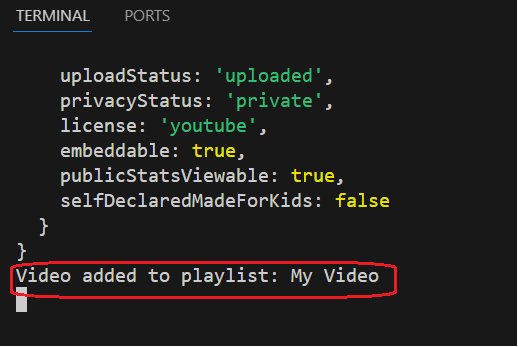 TERMINAL PORTS
uploadStatus: 'uploaded',
privacyStatus: 'private',
license: 'youtube',
embeddable: true,
publicStatsViewable: true,
selfDeclaredMadeForKids: false
}
}
Video added to playlist: My Video